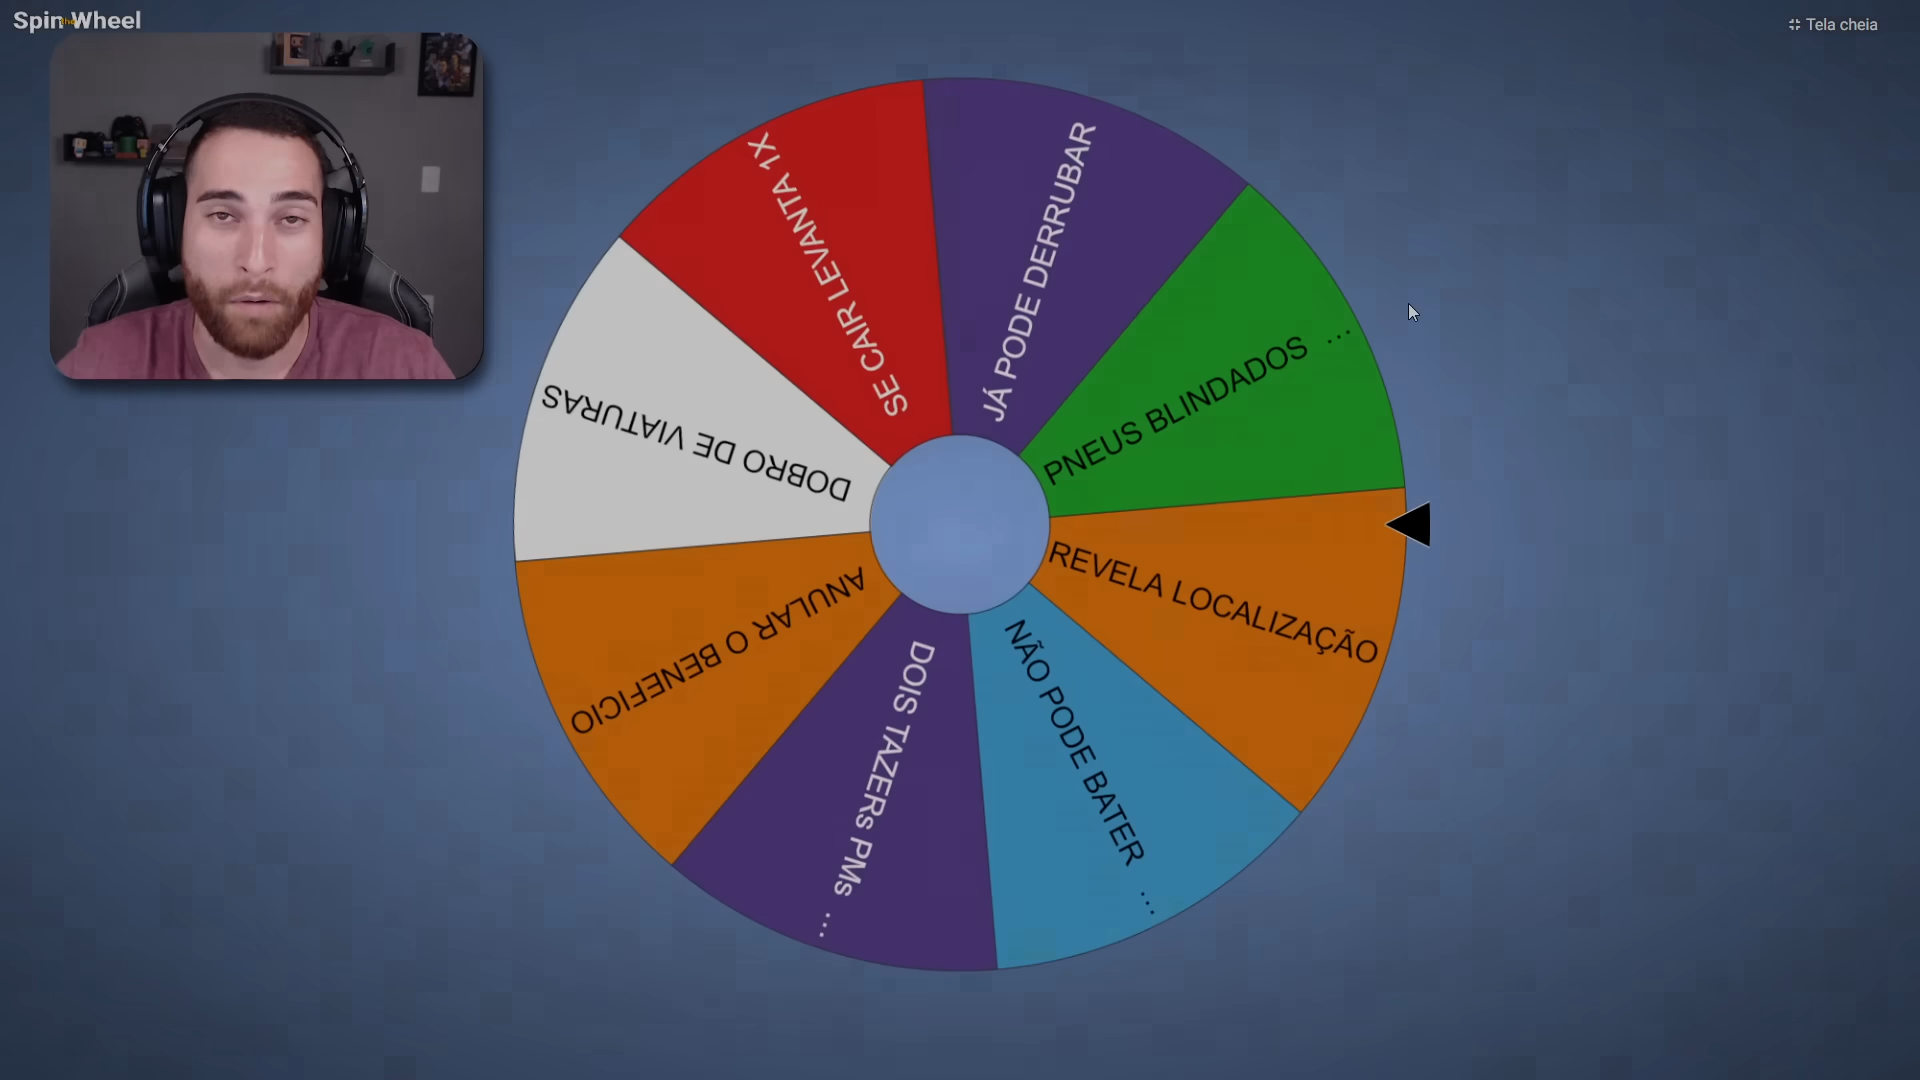 Spin the Wheel
Tela cheia
SE CAIR LEVANTA 1X
JÁ PODE DERRUBAR
PNEUS BLINDADOS ...
REVELA LOCALIZAÇÃO
NÃO PODE BATER ...
DOIS TAZERs PMs ...
ANULAR O BENEFICIO
DOBRO DE VIATURAS